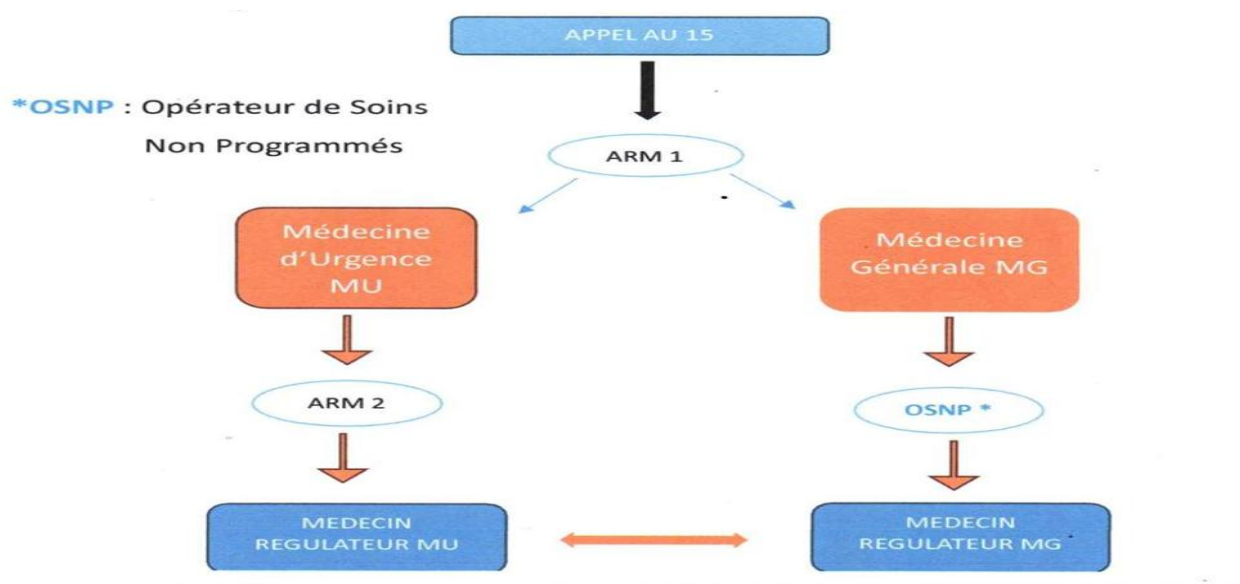 APPEL AU 15
*OSNP : Opérateur de Soins
Non Programmés
ARM 1
Médecine
d'Urgence
MU
Médecine
Générale MG
ARM 2
OSNP *
MEDECIN
REGULATEUR MU
MEDECIN
REGULATEUR MG